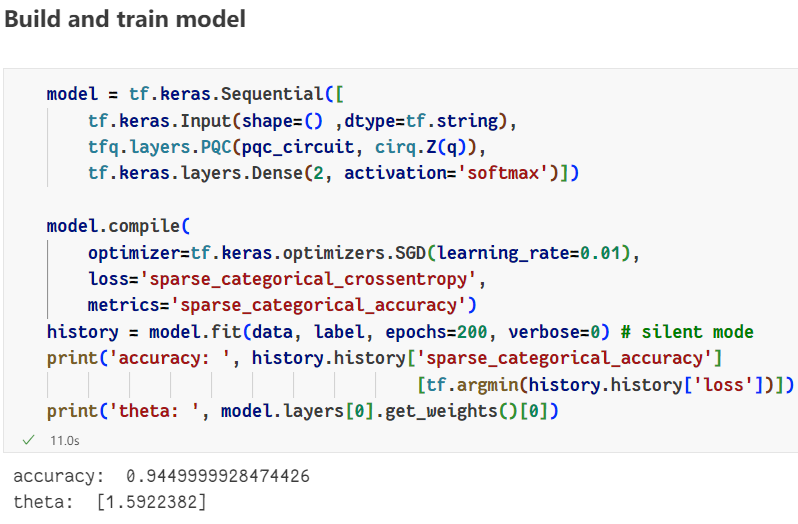 Build and train model
model = tf.keras.Sequential([
tf.keras.Input(shape=() ,dtype=tf.string),
tfq.layers.PQC(pqc_circuit, cirq.Z(q)),
tf.keras.layers.Dense(2, activation='softmax')])
model.compile(
optimizer=tf.keras.optimizers.SGD(learning_rate=0.01),
loss='sparse_categorical_crossentropy',
metrics='sparse_categorical_accuracy')
history = model.fit(data, label, epochs=200, verbose=0) # silent mode
print('accuracy: ', history.history['sparse_categorical_accuracy']
[tf.argmin(history.history['loss'])])
print('theta: ', model.layers[0].get_weights()[0])
✓ 11.0s
accuracy:  0.9449999928474426
theta:  [1.5922382]